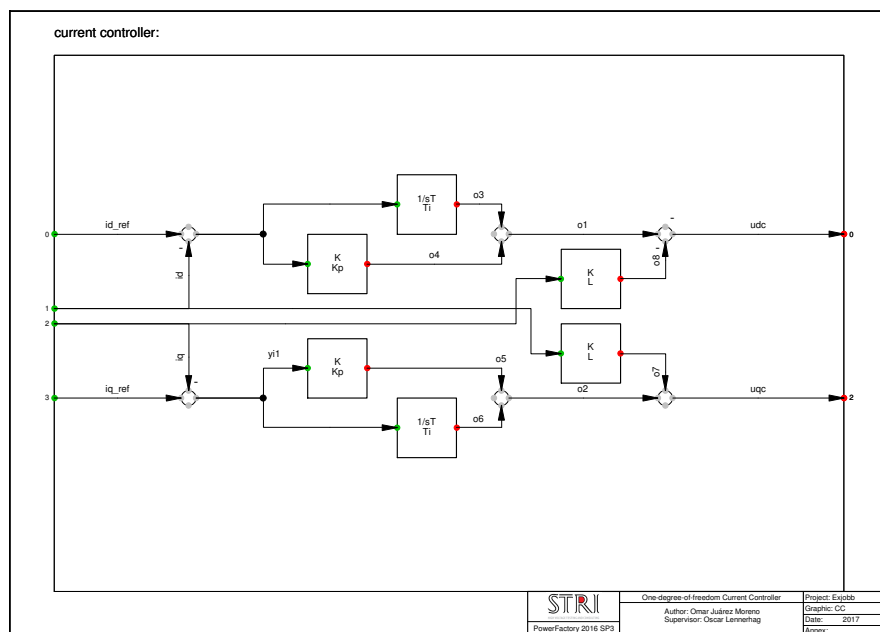 current controller:
1/sT
Ti
o3
id_ref
o1
-
udc
0
0
-
K
Kp
o4
-
o8
id
K
L
1
2
iq
yi1
K
Kp
o5
K
L
o7
-
iq_ref
o2
uqc
3
2
1/sT
Ti
o6
STRI
PowerFactory 2016 SP3
One-degree-of-freedom Current Controller
Author: Omar Juárez Moreno
Supervisor: Oscar Lennerhag
Project: Exjobb
Graphic: CC
Date: 2017
Annex: